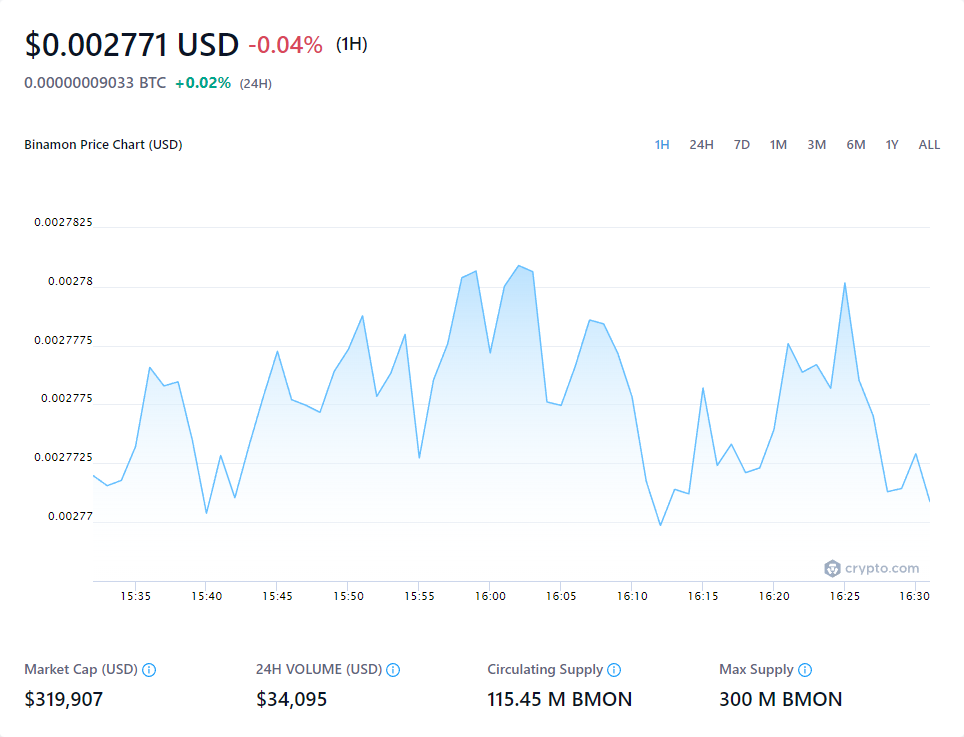 $0.002771 USD -0.04% (1H)
0.00000009033 BTC +0.02% (24H)
Binamon Price Chart (USD) 1H 24H 7D 1M 3M 6M 1Y ALL
0.0027825
0.00278
0.0027775
0.002775
0.0027725
0.00277
crypto.com
15:35 15:40 15:45 15:50 15:55 16:00 16:05 16:10 16:15 16:20 16:25 16:30
Market Cap (USD) 24H VOLUME (USD) Circulating Supply Max Supply
$319,907 $34,095 115.45 M BMON 300 M BMON